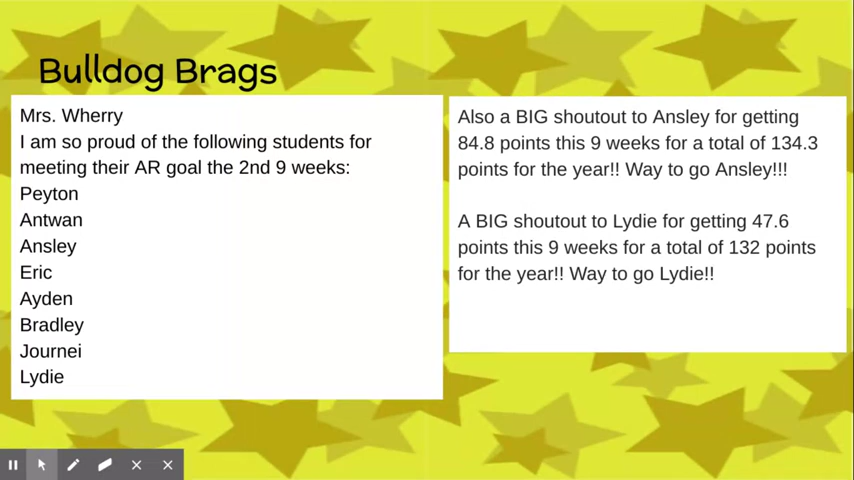 Bulldog Brags
Mrs. Wherry
I am so proud of the following students for
meeting their AR goal the 2nd 9 weeks:
Peyton
Antwan
Ansley
Eric
Ayden
Bradley
Journei
Lydie
Also a BIG shoutout to Ansley for getting
84.8 points this 9 weeks for a total of 134.3
points for the year!! Way to go Ansley!!!
A BIG shoutout to Lydie for getting 47.6
points this 9 weeks for a total of 132 points
for the year!! Way to go Lydie!!